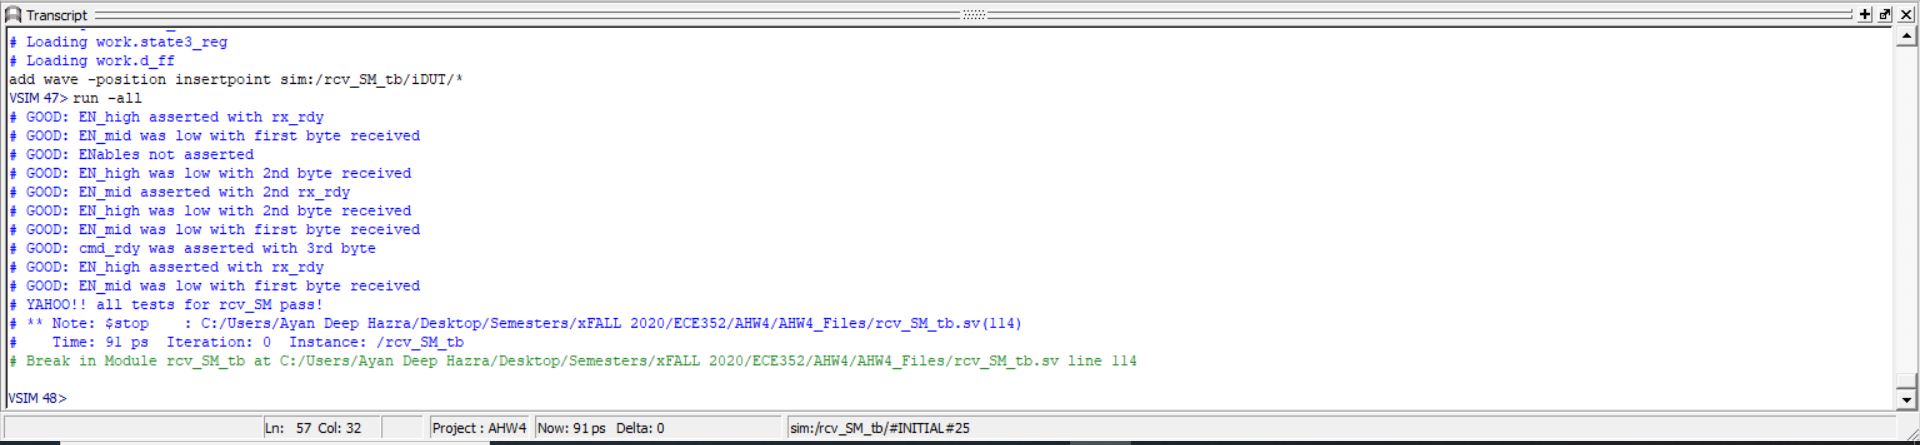 Transcript
# Loading work.state3_reg
# Loading work.d_ff
add wave -position insertpoint sim:/rcv_SM_tb/iDUT/*
VSIM 47> run -all
# GOOD: EN_high asserted with rx_rdy
# GOOD: EN_mid was low with first byte received
# GOOD: ENables not asserted
# GOOD: EN_high was low with 2nd byte received
# GOOD: EN_mid asserted with 2nd rx_rdy
# GOOD: EN_high was low with 2nd byte received
# GOOD: EN_mid was low with first byte received
# GOOD: cmd_rdy was asserted with 3rd byte
# GOOD: EN_high asserted with rx_rdy
# GOOD: EN_mid was low with first byte received
# YAHOO!! all tests for rcv_SM pass!
# ** Note: $stop    : C:/Users/Ayan Deep Hazra/Desktop/Semesters/xFALL 2020/ECE352/AHW4/AHW4_Files/rcv_SM_tb.sv(114)
#    Time: 91 ps  Iteration: 0  Instance: /rcv_SM_tb
# Break in Module rcv_SM_tb at C:/Users/Ayan Deep Hazra/Desktop/Semesters/xFALL 2020/ECE352/AHW4/AHW4_Files/rcv_SM_tb.sv line 114
VSIM 48>
Ln: 57 Col: 32 Project : AHW4 Now: 91 ps Delta: 0 sim:/rcv_SM_tb/#INITIAL#25